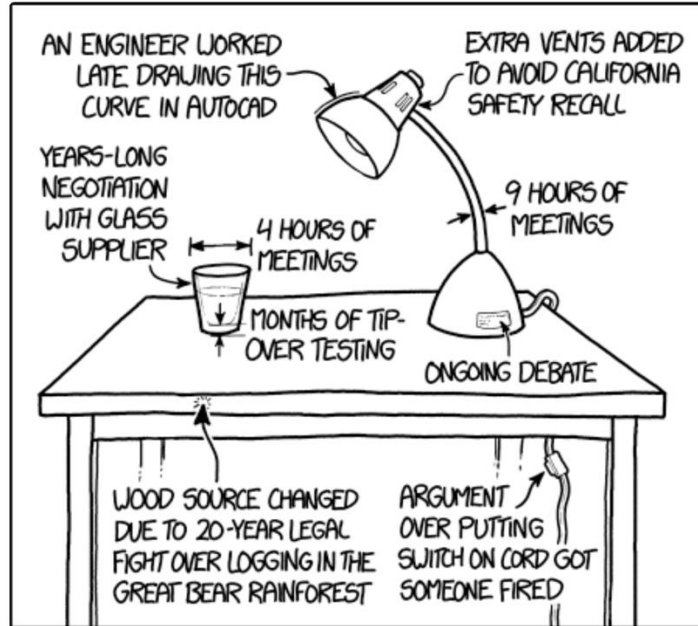 AN ENGINEER WORKED
LATE DRAWING THIS
CURVE IN AUTOCAD
EXTRA VENTS ADDED
TO AVOID CALIFORNIA
SAFETY RECALL
YEARS-LONG
NEGOTIATION
WITH GLASS
SUPPLIER
4 HOURS OF
MEETINGS
9 HOURS OF
MEETINGS
MONTHS OF TIP-
OVER TESTING
ONGOING DEBATE
WOOD SOURCE CHANGED
DUE TO 20-YEAR LEGAL
FIGHT OVER LOGGING IN THE
GREAT BEAR RAINFOREST
ARGUMENT
OVER PUTTING
SWITCH ON CORD GOT
SOMEONE FIRED